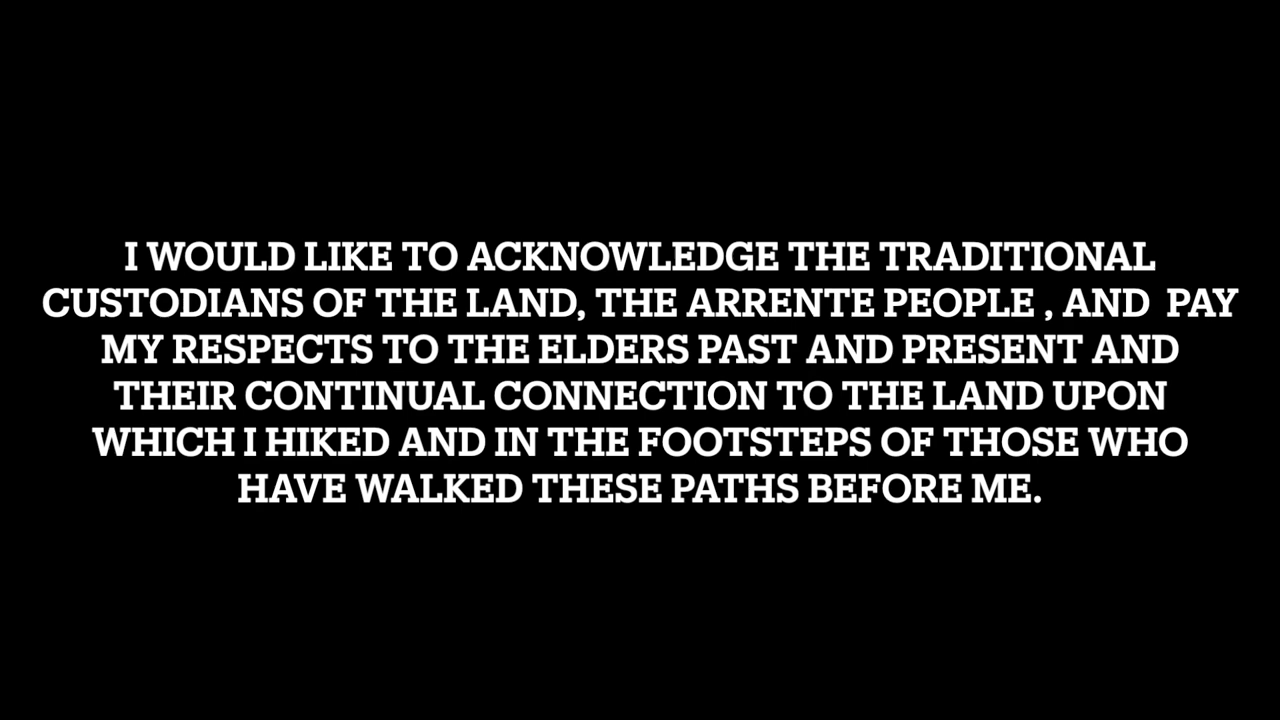 I WOULD LIKE TO ACKNOWLEDGE THE TRADITIONAL
CUSTODIANS OF THE LAND, THE ARRENTE PEOPLE , AND  PAY
MY RESPECTS TO THE ELDERS PAST AND PRESENT AND
THEIR CONTINUAL CONNECTION TO THE LAND UPON
WHICH I HIKED AND IN THE FOOTSTEPS OF THOSE WHO
HAVE WALKED THESE PATHS BEFORE ME.